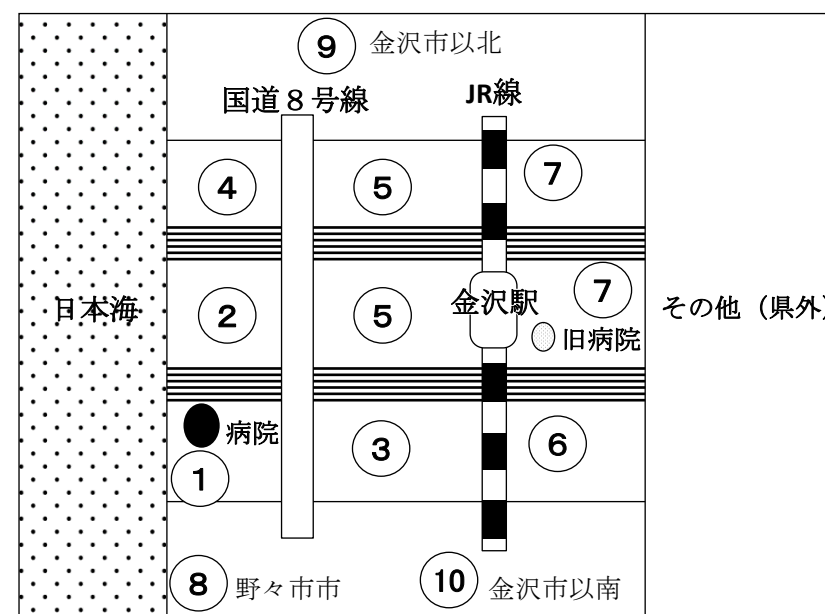 ⑨ 金沢市以北
国道８号線
JR線
④ ⑤ ⑦
日本海
② ⑤ 金沢駅 ⑦
その他（県外）
旧病院
病院
① ③ ⑥
⑧ 野々市市
⑩ 金沢市以南